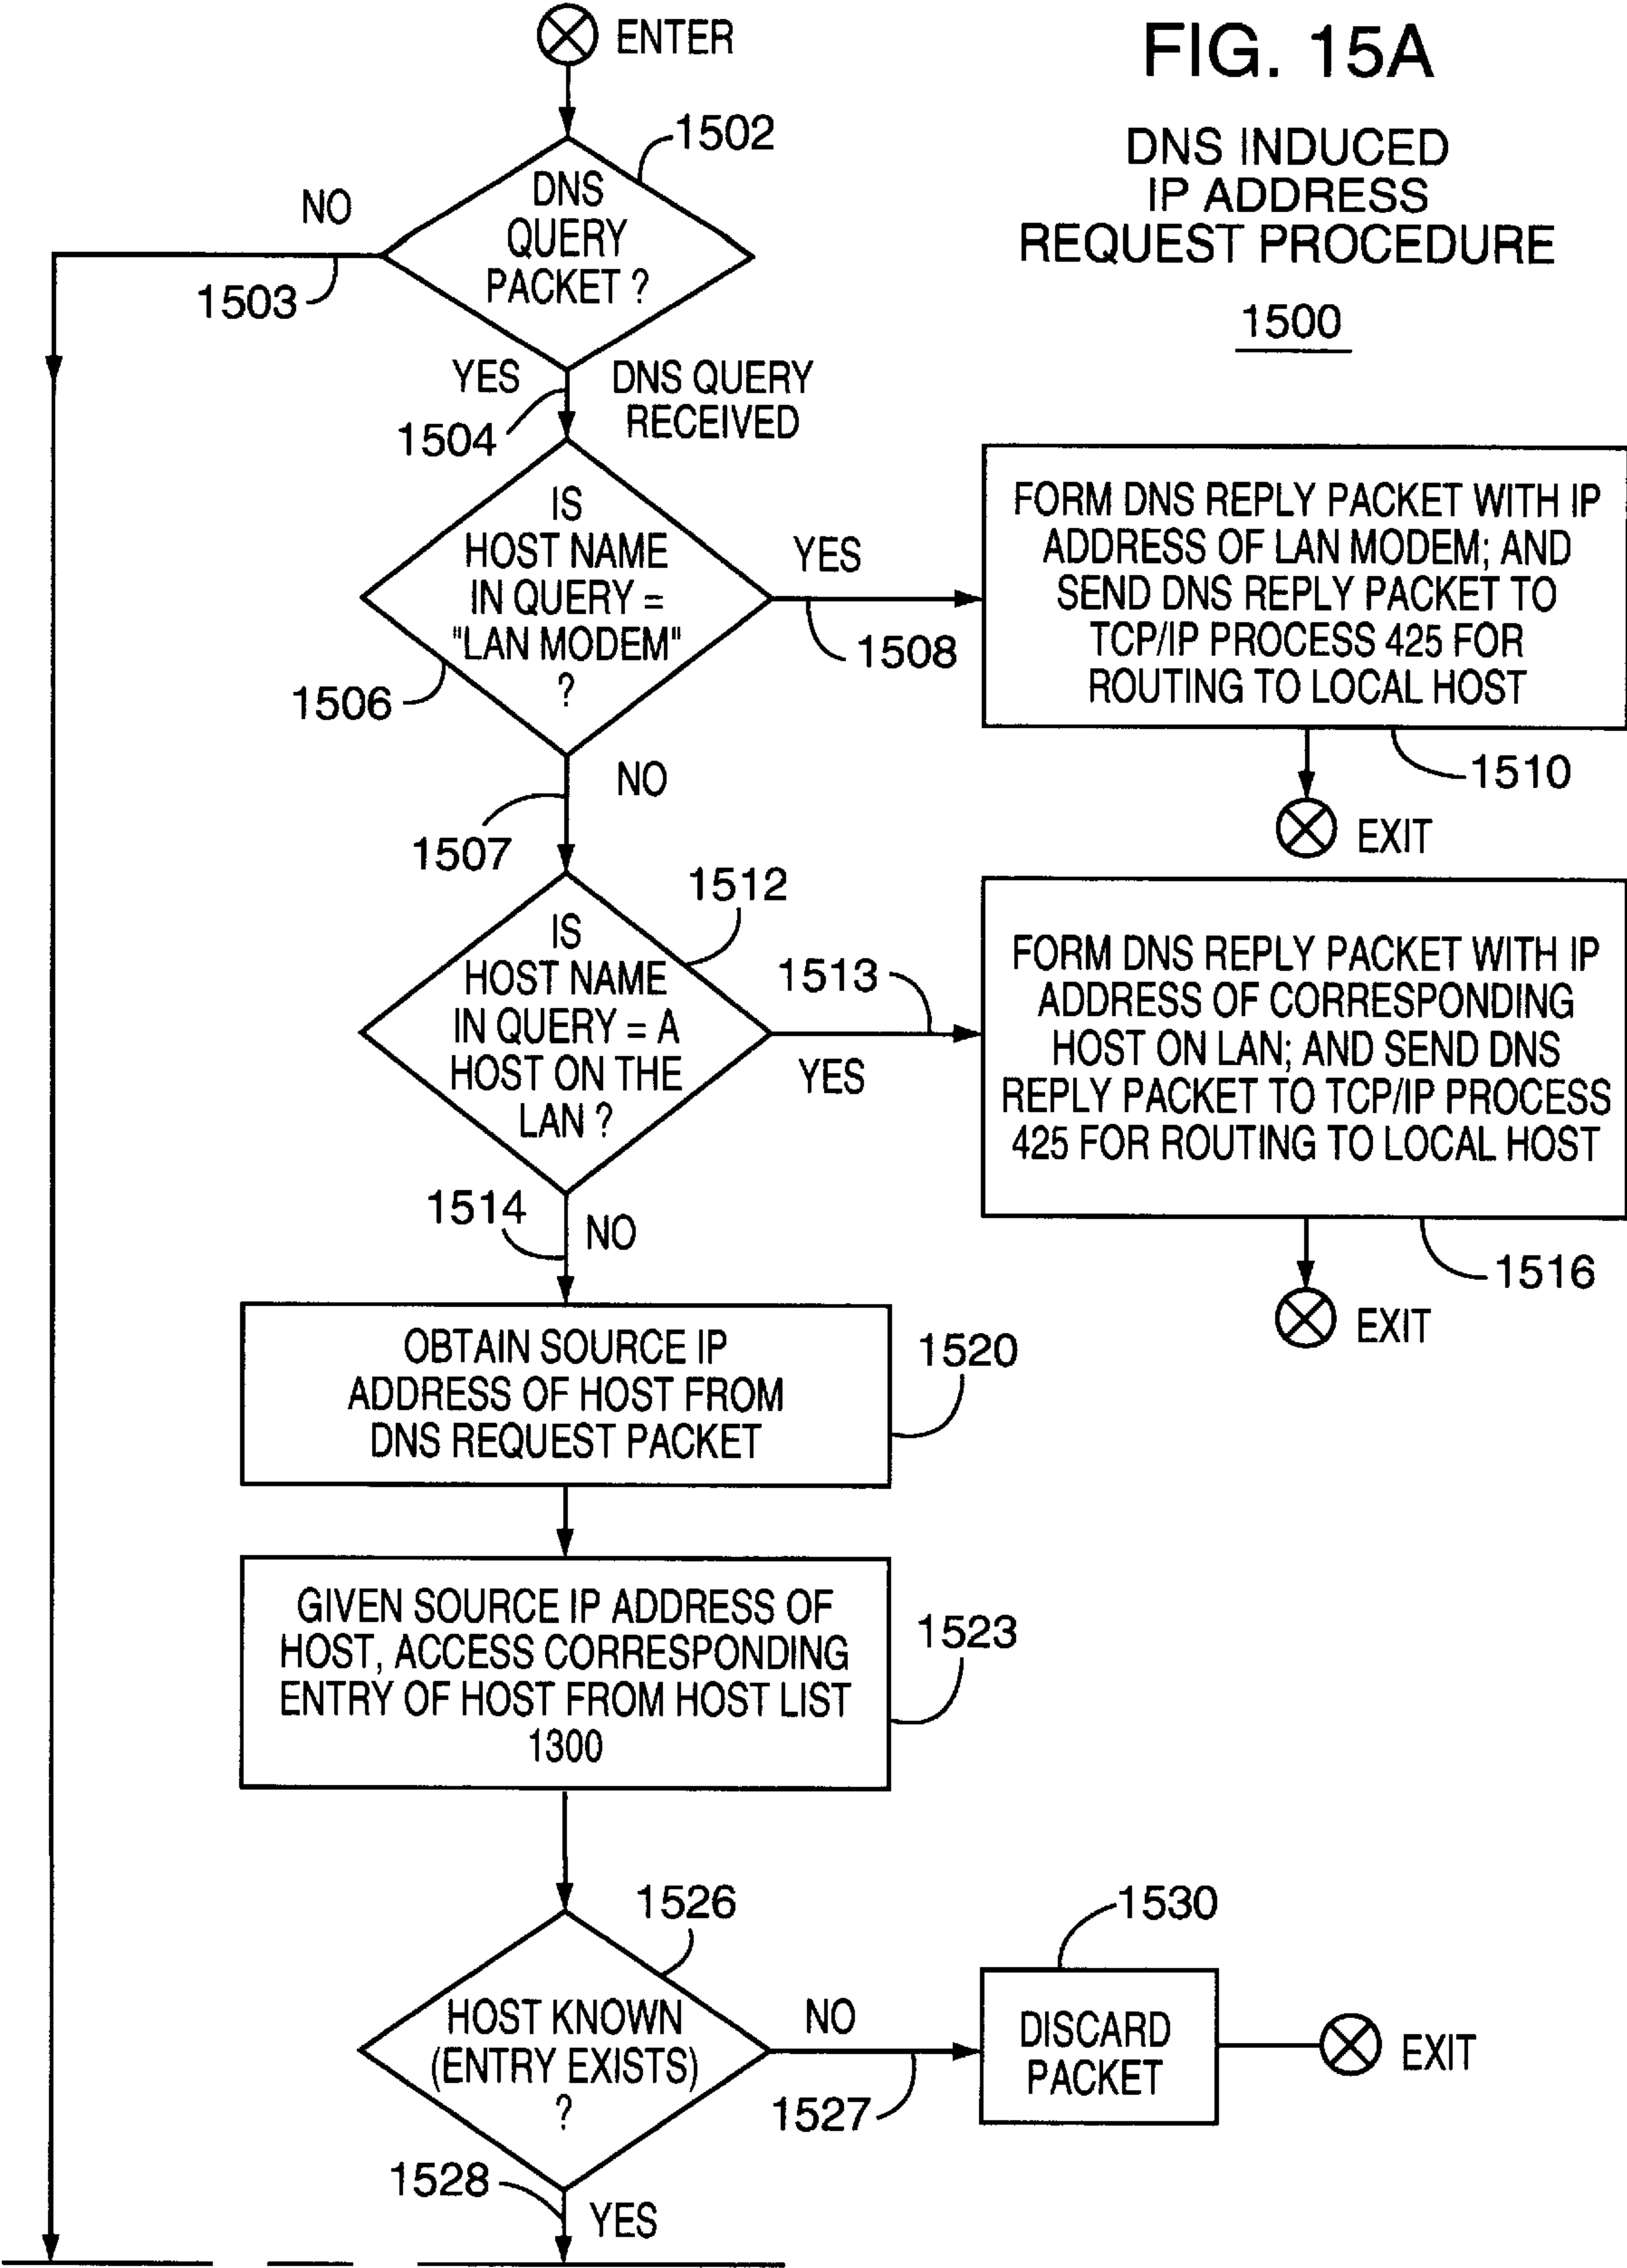 ENTER
FIG. 15A
DNS INDUCED
IP ADDRESS
REQUEST PROCEDURE
1500
1502
DNS
QUERY
PACKET ?
NO
1503
YES
DNS QUERY
RECEIVED
1504
IS
HOST NAME
IN QUERY =
"LAN MODEM"
?
1506
YES
1508
FORM DNS REPLY PACKET WITH IP
ADDRESS OF LAN MODEM; AND
SEND DNS REPLY PACKET TO
TCP/IP PROCESS 425 FOR
ROUTING TO LOCAL HOST
1510
EXIT
NO
1507
1512
IS
HOST NAME
IN QUERY = A
HOST ON THE
LAN ?
1513
YES
FORM DNS REPLY PACKET WITH IP
ADDRESS OF CORRESPONDING
HOST ON LAN; AND SEND DNS
REPLY PACKET TO TCP/IP PROCESS
425 FOR ROUTING TO LOCAL HOST
1516
EXIT
1514
NO
OBTAIN SOURCE IP
ADDRESS OF HOST FROM
DNS REQUEST PACKET
1520
GIVEN SOURCE IP ADDRESS OF
HOST, ACCESS CORRESPONDING
ENTRY OF HOST FROM HOST LIST
1300
1523
1526
HOST KNOWN
(ENTRY EXISTS)
?
NO
1527
1530
DISCARD
PACKET
EXIT
1528
YES